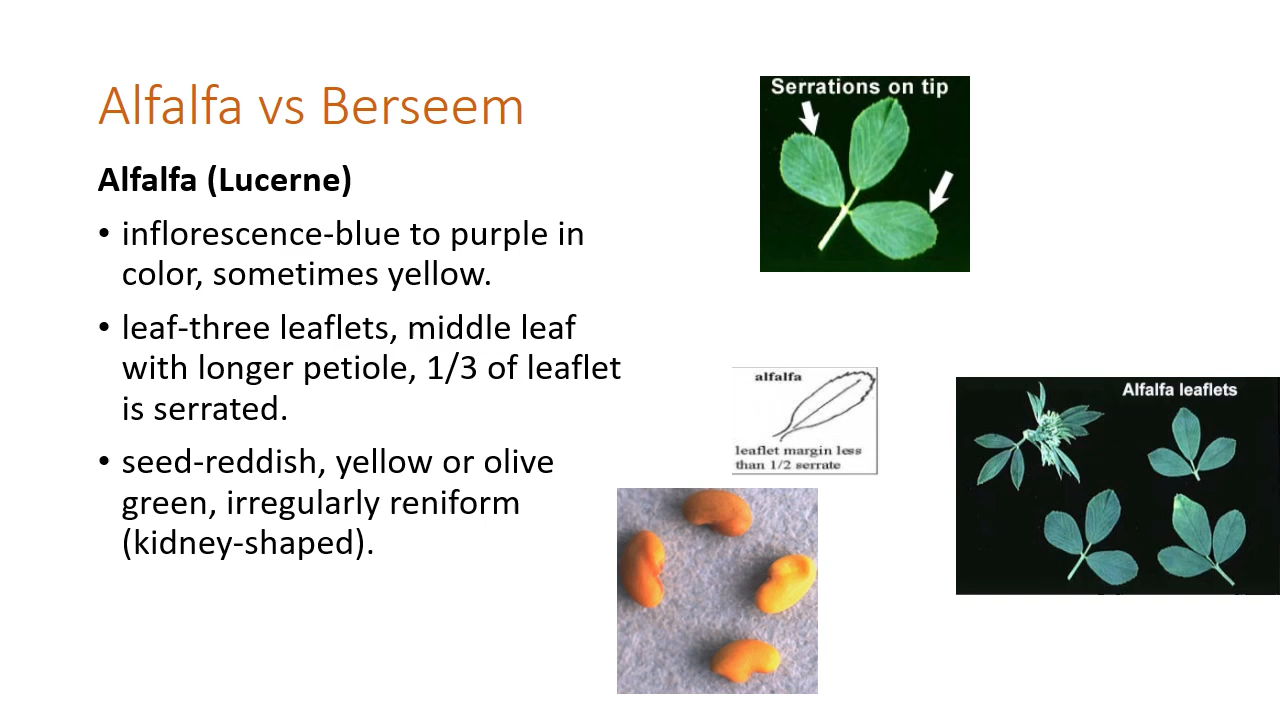 Alfalfa vs Berseem
Alfalfa (Lucerne)
• inflorescence-blue to purple in
color, sometimes yellow.
• leaf-three leaflets, middle leaf
with longer petiole, 1/3 of leaflet
is serrated.
• seed-reddish, yellow or olive
green, irregularly reniform
(kidney-shaped).
Serrations on tip
alfalfa
leaflet margin less
than 1/2 serrate
Alfalfa leaflets